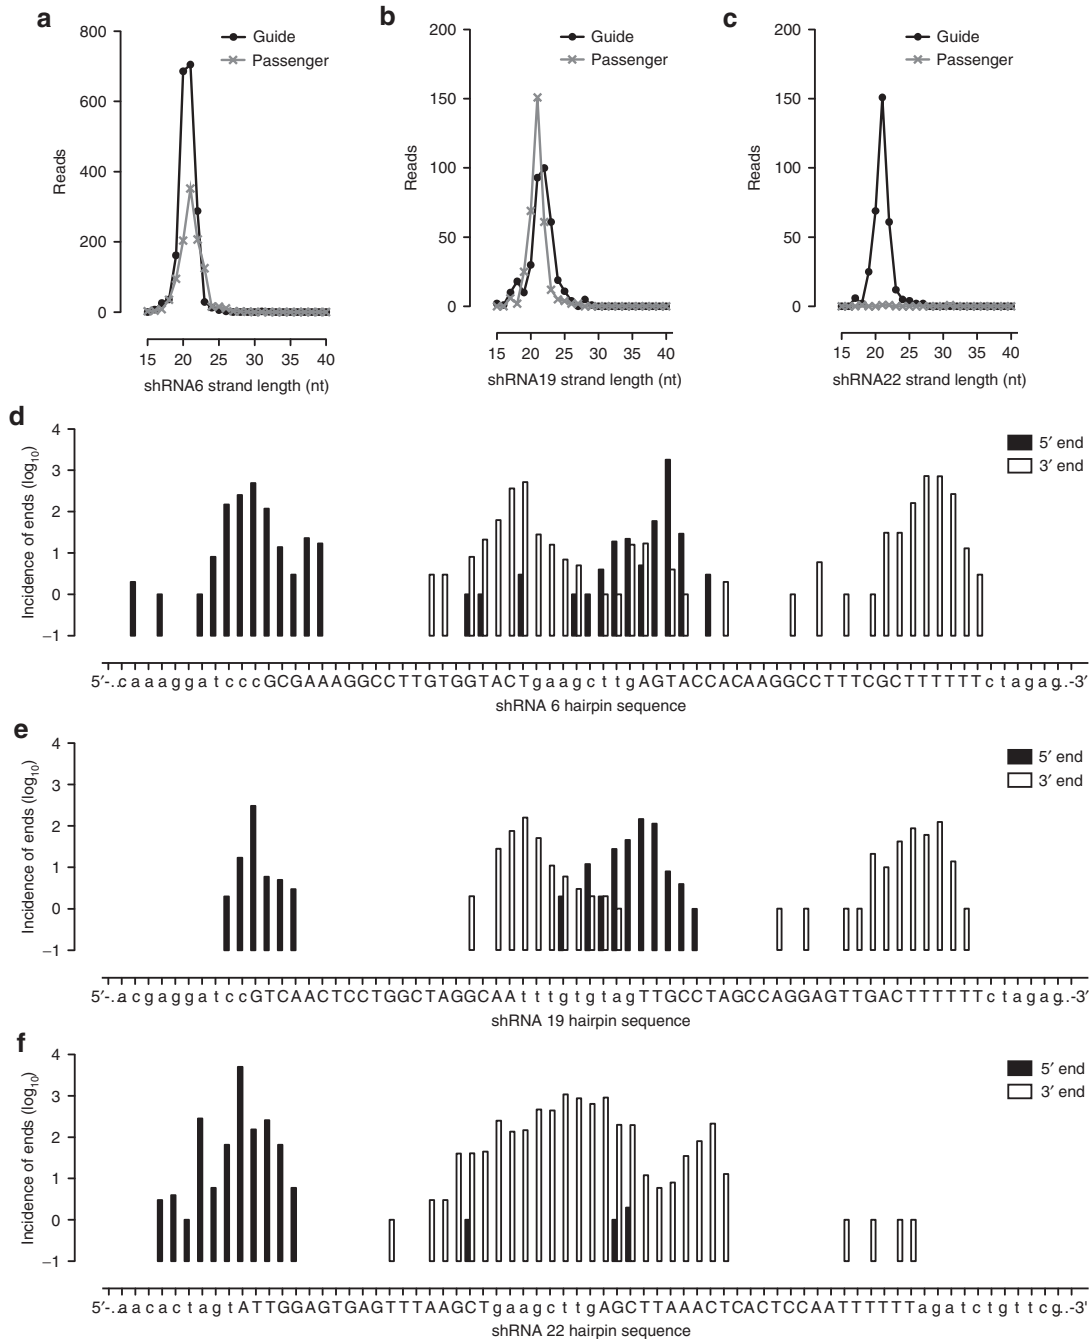 a
800
600
400
200
0
Reads
Guide
Passenger
15 20 25 30 35 40
shRNA6 strand length (nt)
b
200
150
100
50
0
Reads
Guide
Passenger
15 20 25 30 35 40
shRNA19 strand length (nt)
c
200
150
100
50
0
Reads
Guide
Passenger
15 20 25 30 35 40
shRNA22 strand length (nt)
d
4
3
2
1
0
−1
Incidence of ends (log10)
5′ end
3′ end
5′-..caaaggatcccGCGAAAGGCCTTGTGGTACTgaagcttgAGTACCACAAGGCCTTTCGCTTTTTTctagag..-3′
shRNA 6 hairpin sequence
e
4
3
2
1
0
−1
Incidence of ends (log10)
5′ end
3′ end
5′-..acgaggatccGTCAACTCCTGGCTAGGCAAtttgtgtagTTGCCTAGCCAGGAGTTGACTTTTTTctagag..-3′
shRNA 19 hairpin sequence
f
4
3
2
1
0
−1
Incidence of ends (log10)
5′ end
3′ end
5′-..aacactagtATTGGAGTGAGTTTAAGCTgaagcttgAGCTTAAACTCACTCCAATTTTTTagatctgttcg..-3'
shRNA 22 hairpin sequence